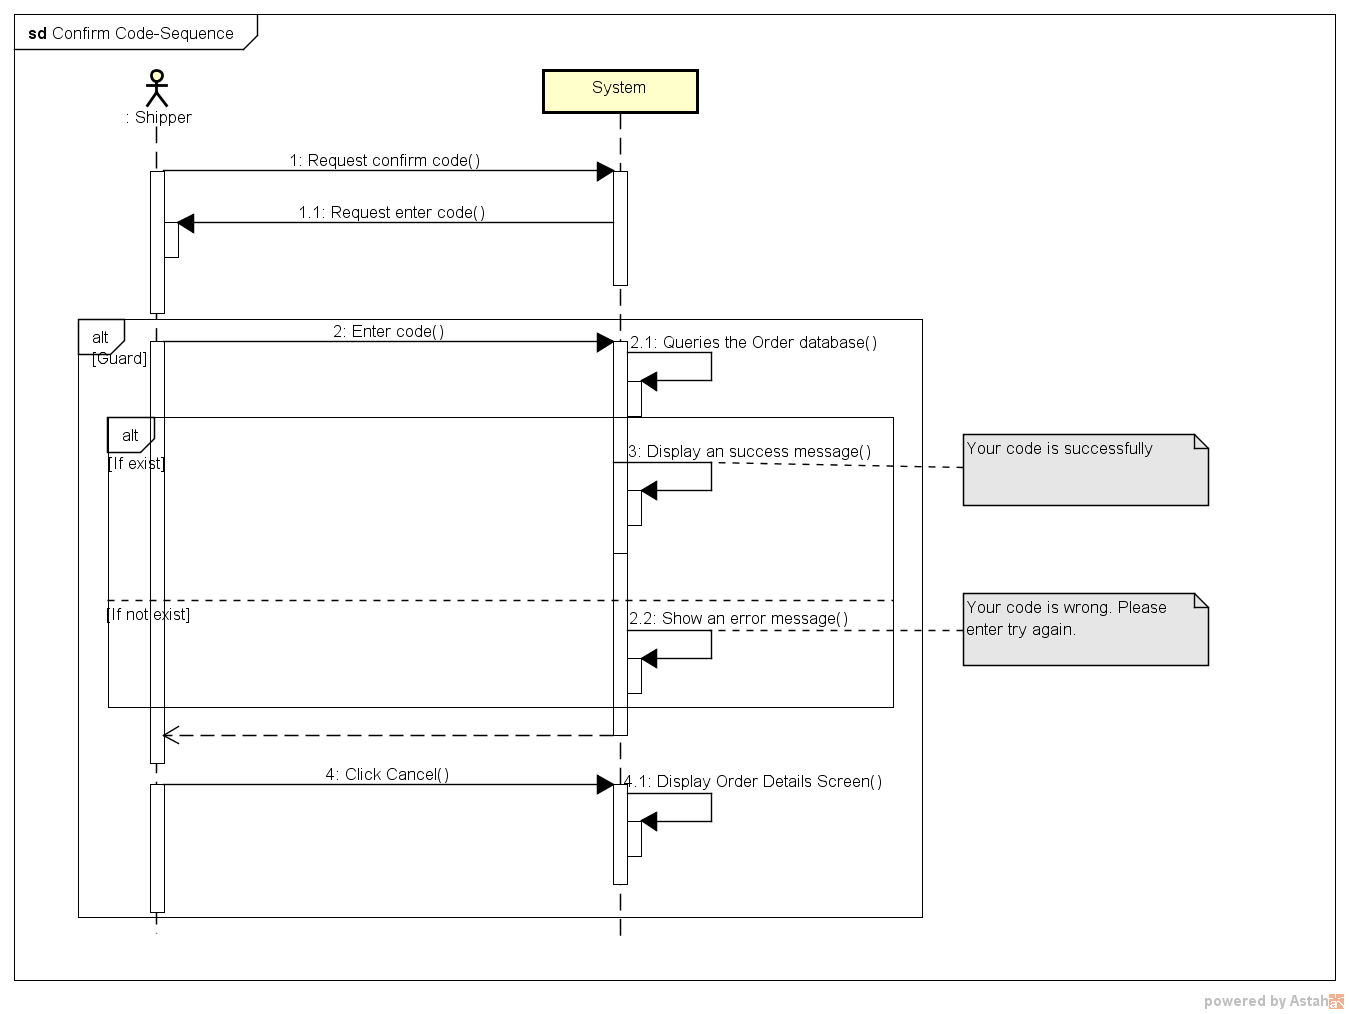 sd Confirm Code-Sequence
: Shipper
System
1: Request confirm code()
1.1: Request enter code()
alt
[Guard]
2: Enter code()
2.1: Queries the Order database()
alt
[If exist]
3: Display an success message()
Your code is successfully
[If not exist]
2.2: Show an error message()
Your code is wrong. Please
enter try again.
4: Click Cancel()
4.1: Display Order Details Screen()
powered by Astah